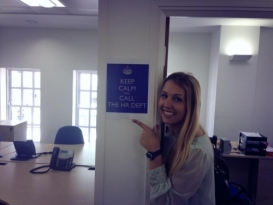 KEEP
CALM
AND
CALL
THE HR DEPT